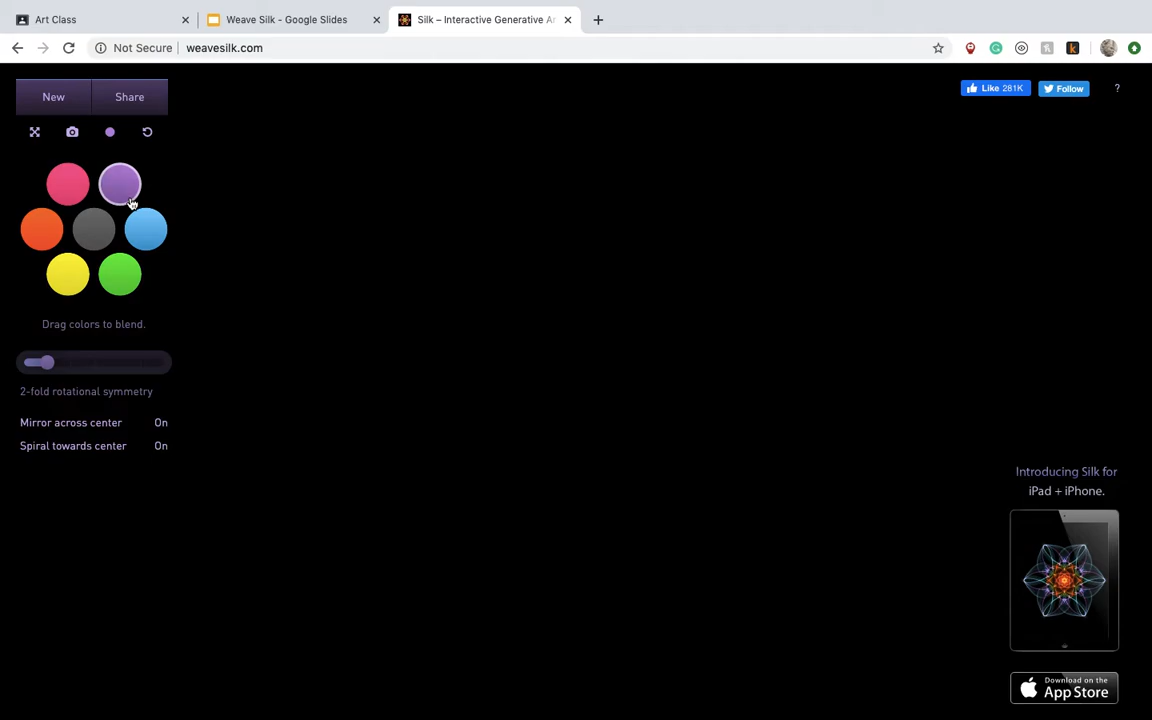 Art Class
Weave Silk - Google Slides
Silk – Interactive Generative Ar
Not Secure
weavesilk.com
New
Share
Like 281K
Follow
?
Drag colors to blend.
2-fold rotational symmetry
Mirror across center On
Spiral towards center On
Introducing Silk for
iPad + iPhone.
Download on the
App Store